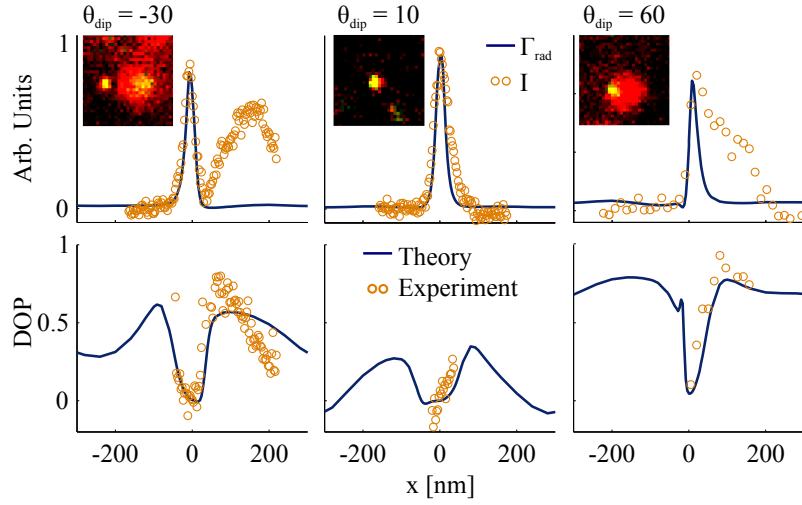 θdip = -30
θdip = 10
θdip = 60
Arb. Units
1
0
Γrad
I
DOP
1
0.5
0
Theory
Experiment
-200 0 200
-200 0 200
-200 0 200
x [nm]